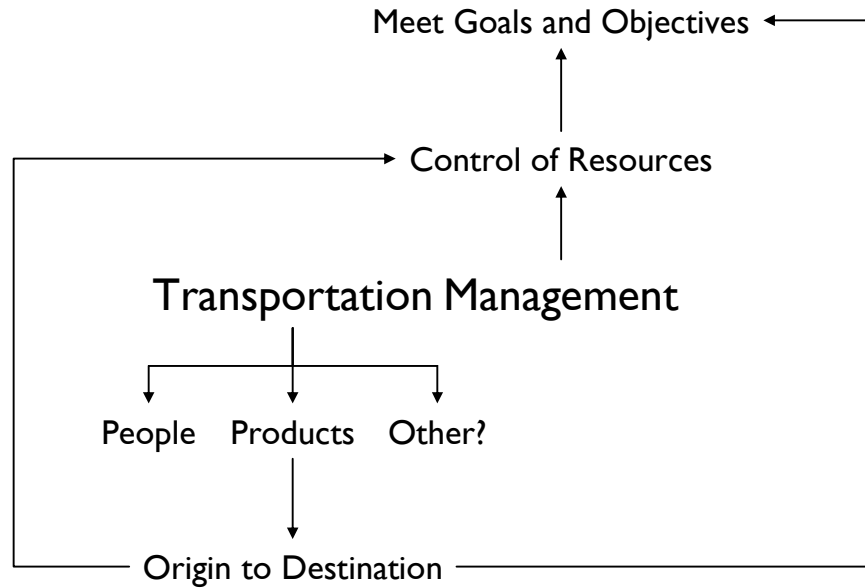 Meet Goals and Objectives
Control of Resources
Transportation Management
People Products Other?
Origin to Destination